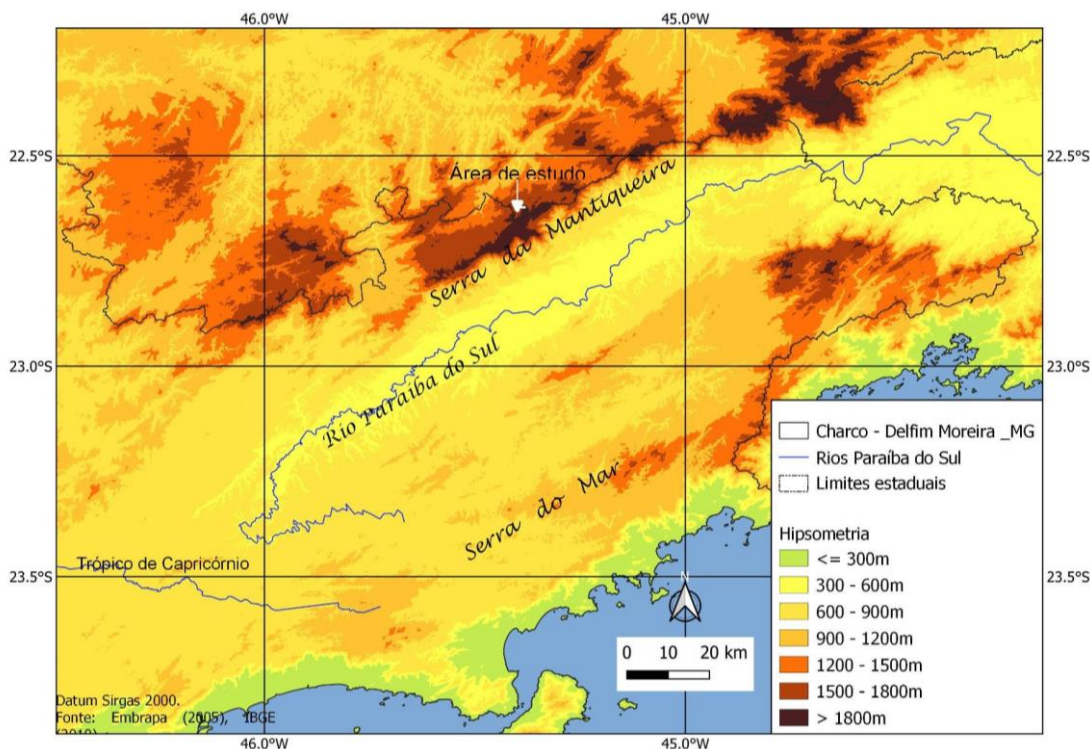 46.0°W
45.0°W
22.5°S
22.5°S
Área de estudo
Serra da Mantiqueira
23.0°S
23.0°S
Rio Paraíba do Sul
Charco - Delfim Moreira _MG
Rios Paraíba do Sul
Limites estaduais
Serra do Mar
Hipsometria
<= 300m
300 - 600m
600 - 900m
900 - 1200m
1200 - 1500m
1500 - 1800m
> 1800m
Trópico de Capricórnio
23.5°S
23.5°S
N
0 10 20 km
Datum Sirgas 2000.
Fonte: Embrapa (2005), IBGE
46.0°W
45.0°W